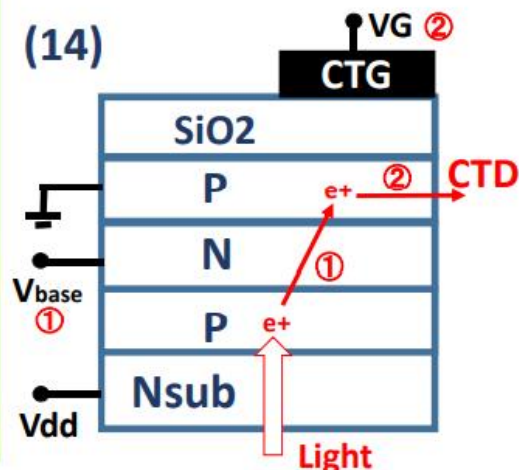 (14)
VG ②
CTG
SiO2
P
e+
②
CTD
N
①
Vbase
①
P
e+
Nsub
Vdd
Light